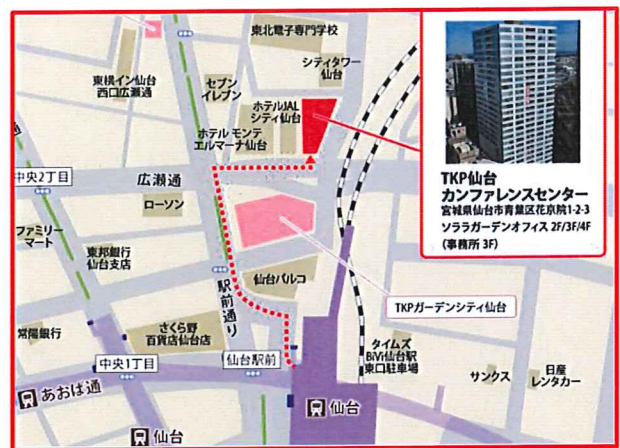 東北電子専門学校
シティタワー
仙台
東横イン仙台
西口広瀬通
セブン
イレブン
ホテルJAL
シティ仙台
ホテル モンテ
エルマーナ仙台
TKP仙台
カンファレンスセンター
宮城県仙台市青葉区花京院1-2-3
ソララガーデンオフィス 2F/3F/4F
(事務所 3F)
中央2丁目
広瀬通
ローソン
ファミリー
マート
東邦銀行
仙台支店
仙台パルコ
TKPガーデンシティ仙台
駅前通り
常陽銀行
さくら野
百貨店仙台店
中央1丁目
仙台駅前
タイムズ
BiVi仙台駅
東口駐車場
サンクス
日産
レンタカー
あおば通
仙台
仙台